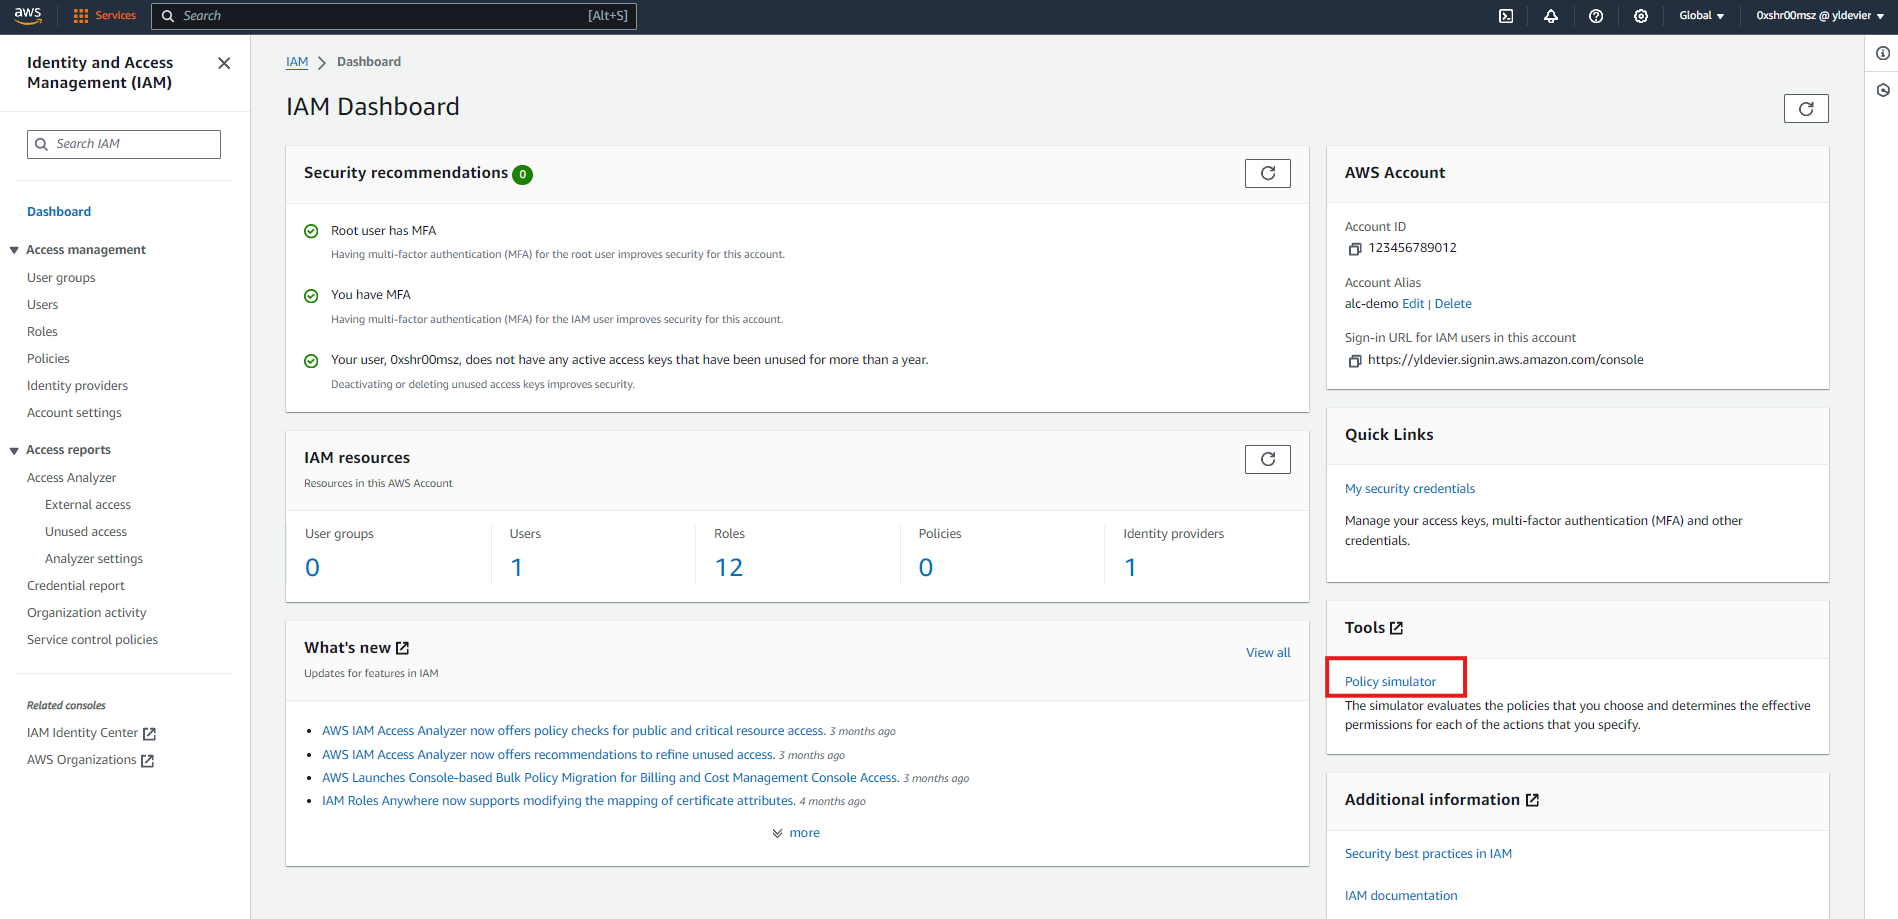 aws
Services
Search
[Alt+S]
Global
0xshr00msz @ yldevier
Identity and Access
Management (IAM)
Search IAM
Dashboard
Access management
User groups
Users
Roles
Policies
Identity providers
Account settings
Access reports
Access Analyzer
External access
Unused access
Analyzer settings
Credential report
Organization activity
Service control policies
Related consoles
IAM Identity Center
AWS Organizations
IAM
Dashboard
IAM Dashboard
Security recommendations 0
Root user has MFA
Having multi-factor authentication (MFA) for the root user improves security for this account.
You have MFA
Having multi-factor authentication (MFA) for the IAM user improves security for this account.
Your user, 0xshr00msz, does not have any active access keys that have been unused for more than a year.
Deactivating or deleting unused access keys improves security.
IAM resources
Resources in this AWS Account
User groups
0
Users
1
Roles
12
Policies
0
Identity providers
1
What's new
View all
Updates for features in IAM
AWS IAM Access Analyzer now offers policy checks for public and critical resource access. 3 months ago
AWS IAM Access Analyzer now offers recommendations to refine unused access. 3 months ago
AWS Launches Console-based Bulk Policy Migration for Billing and Cost Management Console Access. 3 months ago
IAM Roles Anywhere now supports modifying the mapping of certificate attributes. 4 months ago
more
AWS Account
Account ID
123456789012
Account Alias
alc-demo Edit | Delete
Sign-in URL for IAM users in this account
https://yldevier.signin.aws.amazon.com/console
Quick Links
My security credentials
Manage your access keys, multi-factor authentication (MFA) and other
credentials.
Tools
Policy simulator
The simulator evaluates the policies that you choose and determines the effective
permissions for each of the actions that you specify.
Additional information
Security best practices in IAM
IAM documentation